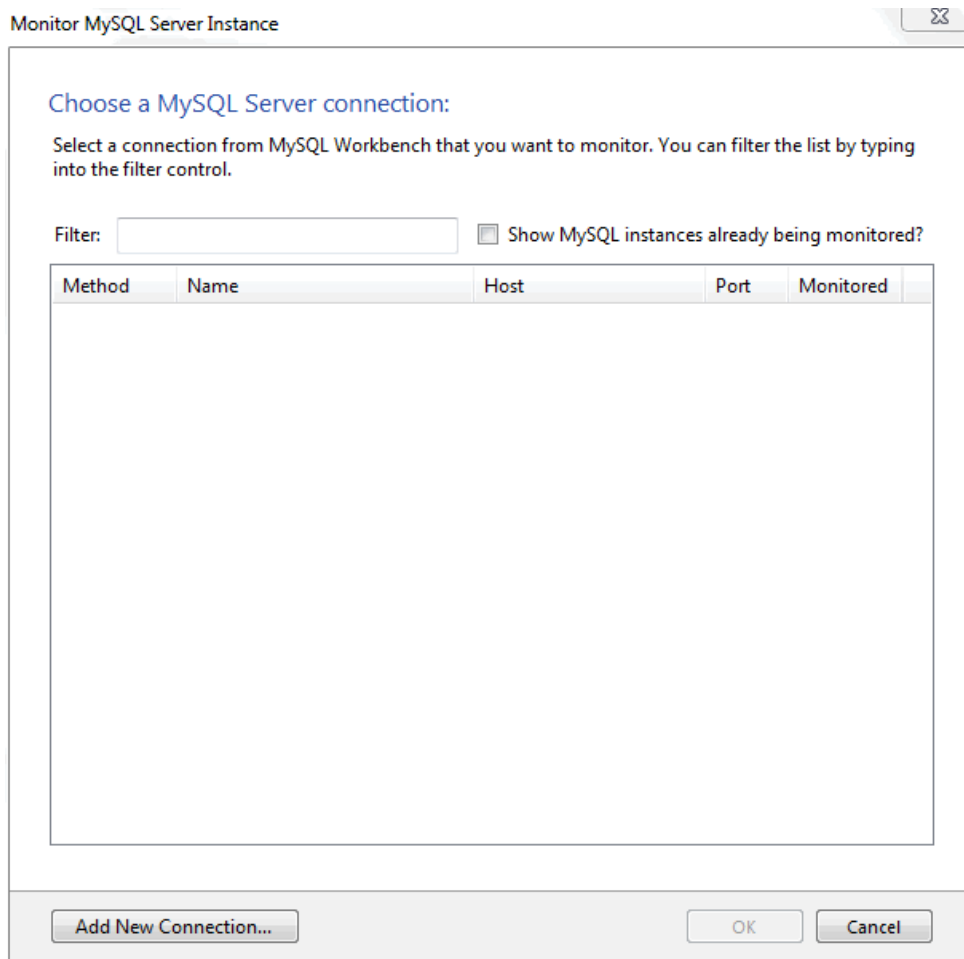 Monitor MySQL Server Instance
Choose a MySQL Server connection:
Select a connection from MySQL Workbench that you want to monitor. You can filter the list by typing
into the filter control.
Filter: Show MySQL instances already being monitored?
Method Name Host Port Monitored
Add New Connection... OK Cancel